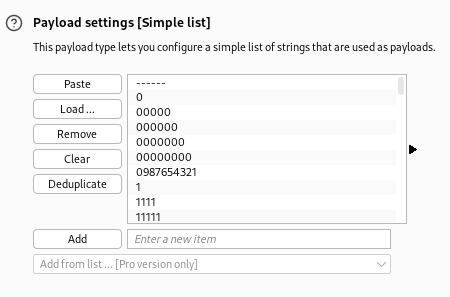 Payload settings [Simple list]
This payload type lets you configure a simple list of strings that are used as payloads.
Paste
Load ...
Remove
Clear
Deduplicate
------
0
00000
000000
0000000
00000000
0987654321
1
1111
11111
Add
Enter a new item
Add from list ... [Pro version only]